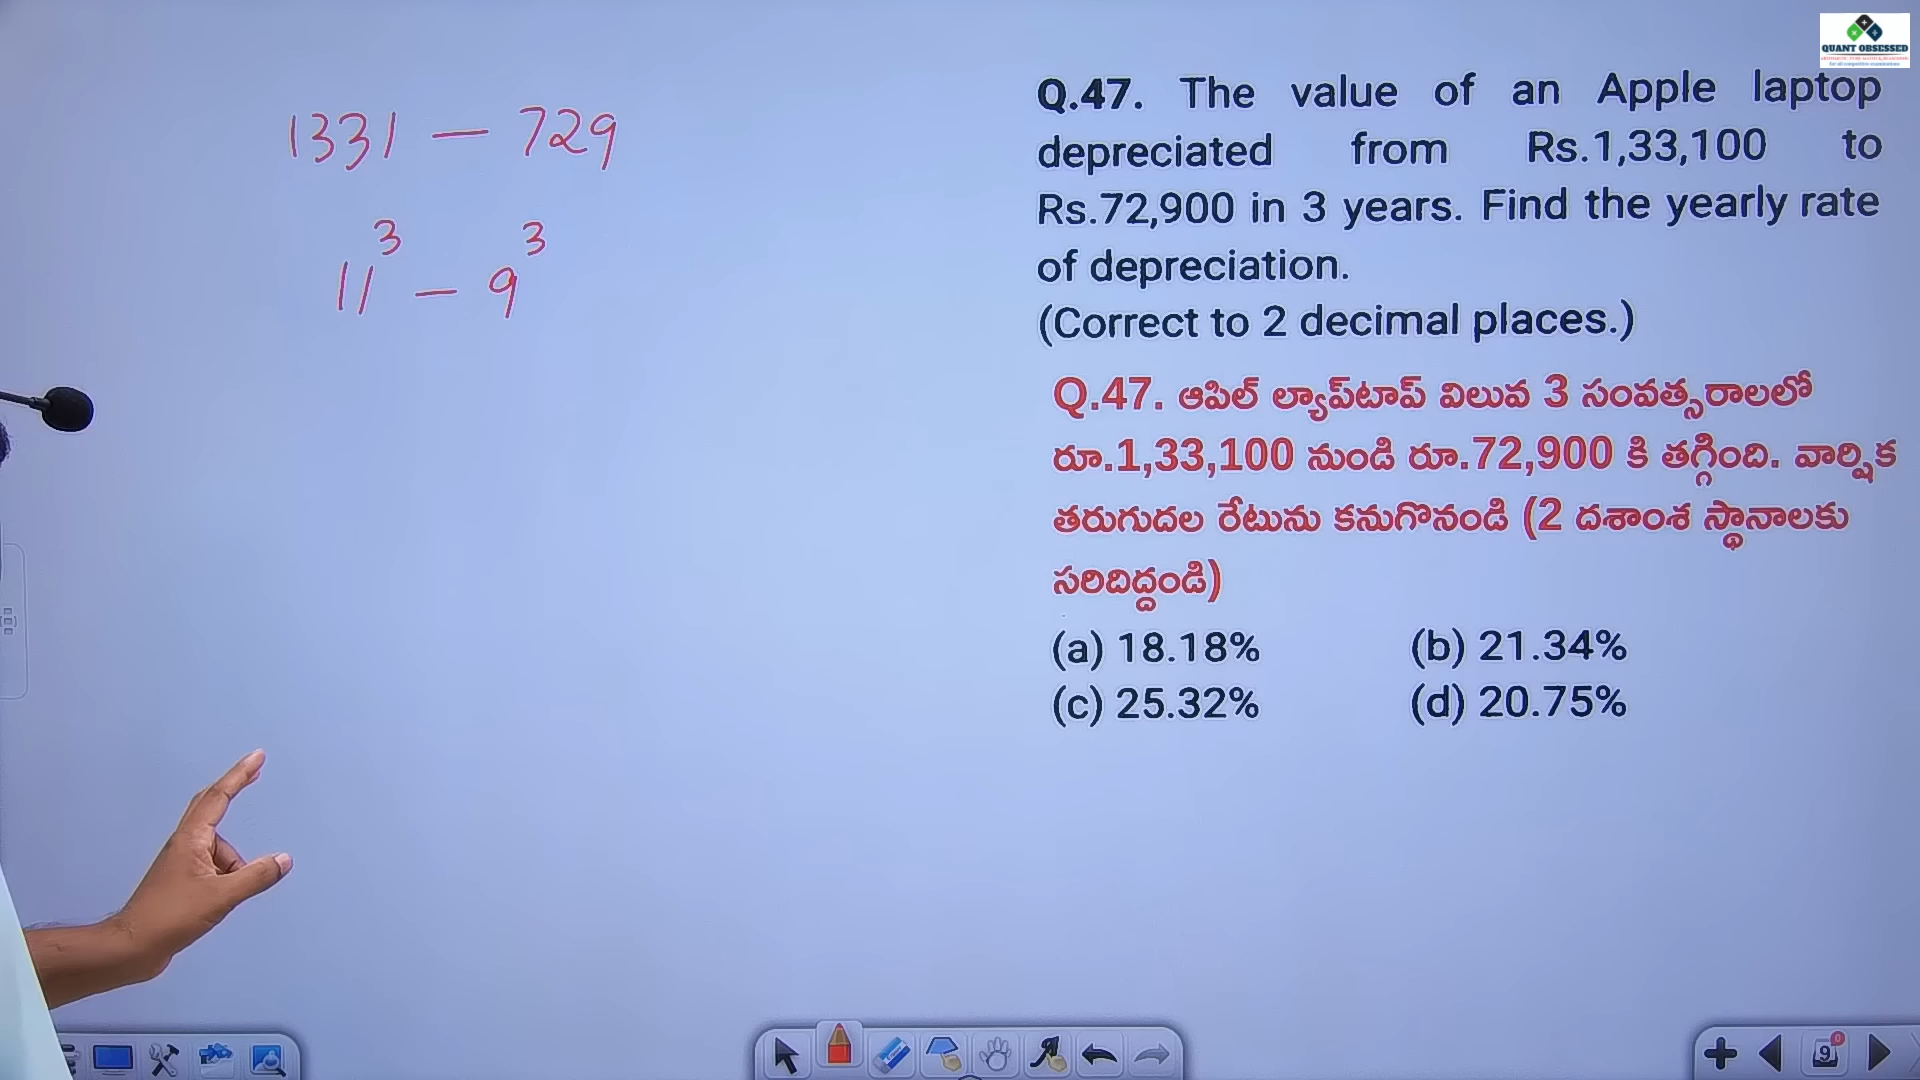 QUANT OBSESSED
1331 — 729
11³ — 9³
Q.47. The value of an Apple laptop
depreciated from Rs.1,33,100 to
Rs.72,900 in 3 years. Find the yearly rate
of depreciation.
(Correct to 2 decimal places.)
Q.47. ఆపిల్ ల్యాప్‌టాప్ విలువ 3 సంవత్సరాలలో
రూ.1,33,100 నుండి రూ.72,900 కి తగ్గింది. వార్షిక
తరుగుదల రేటును కనుగొనండి (2 దశాంశ స్థానాలకు
సరిదిద్దండి)
(a) 18.18% (b) 21.34%
(c) 25.32% (d) 20.75%
9
0